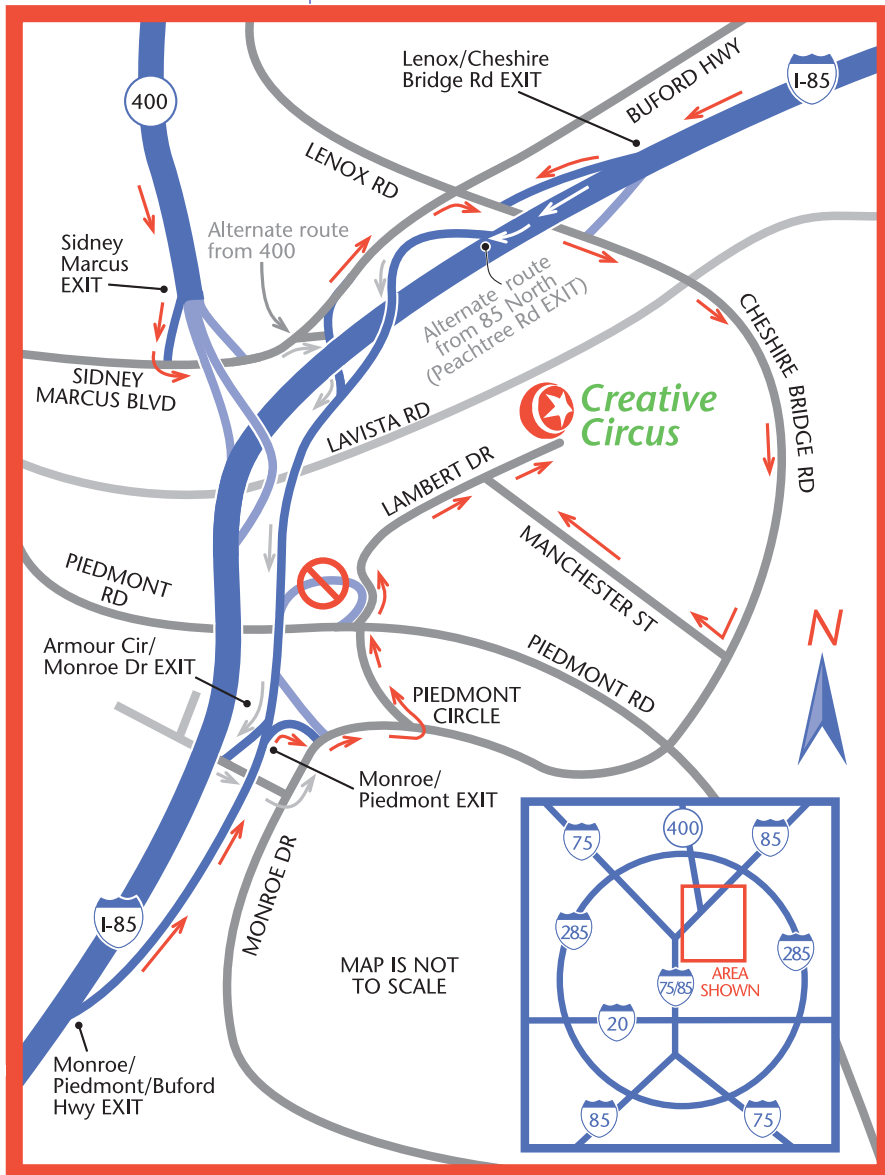 Lenox/Cheshire
Bridge Rd EXIT
I-85
400
BUFORD HWY
LENOX RD
Sidney
Marcus
EXIT
Alternate route
from 400
Alternate route
from 85 North
(Peachtree Rd EXIT)
CHESHIRE BRIDGE RD
SIDNEY
MARCUS BLVD
LAVISTA RD
Creative
Circus
LAMBERT DR
MANCHESTER ST
PIEDMONT
RD
Armour Cir/
Monroe Dr EXIT
PIEDMONT RD
PIEDMONT
CIRCLE
N
Monroe/
Piedmont EXIT
MONROE DR
I-85
MAP IS NOT
TO SCALE
Monroe/
Piedmont/Buford
Hwy EXIT
75
400
85
285
285
75/85
AREA
SHOWN
20
85
75